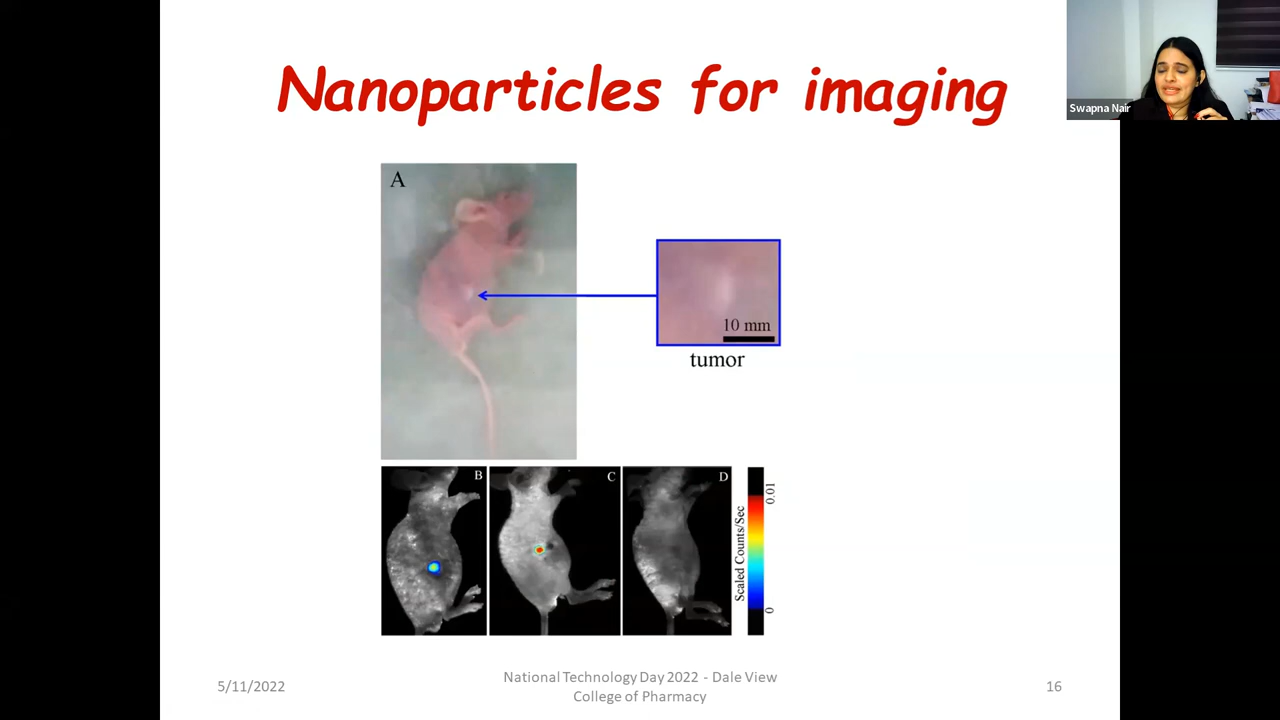 Nanoparticles for imaging
Swapna Nair
A
10 mm
tumor
B
C
D
0.01
Scaled Counts/Sec
0
5/11/2022
National Technology Day 2022 - Dale View
College of Pharmacy
16